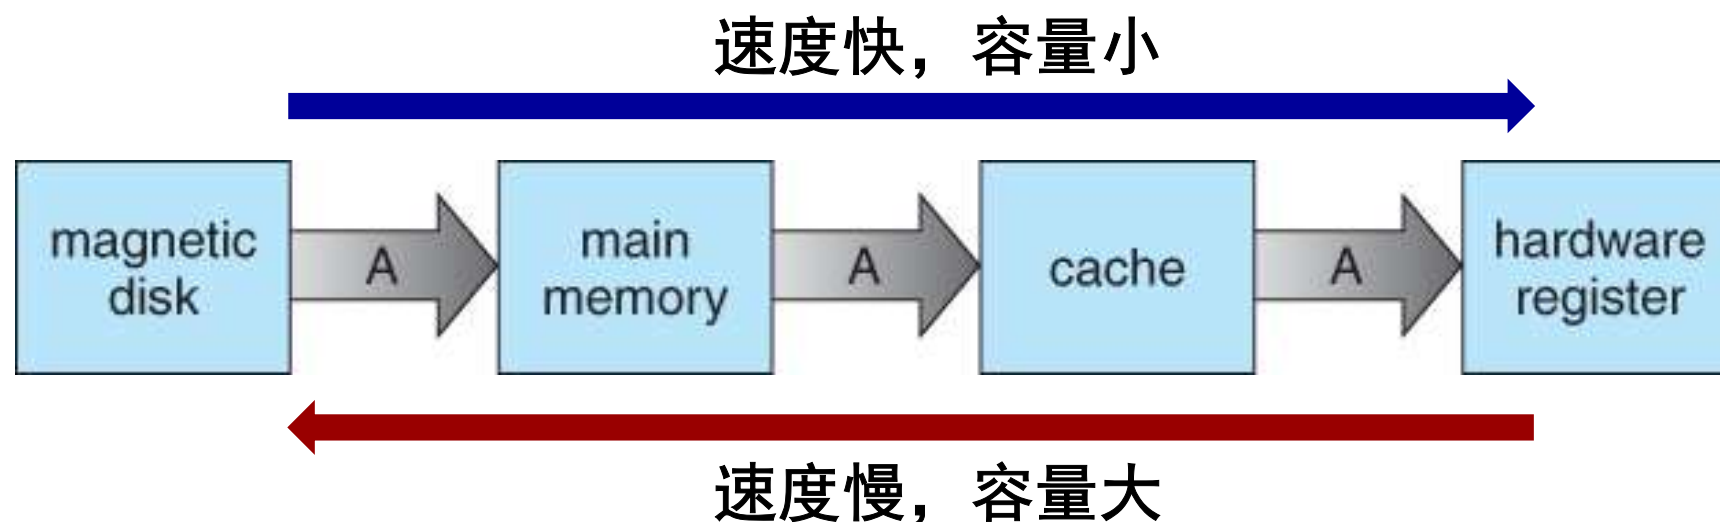 速度快，容量小
magnetic
disk
A
main
memory
A
cache
A
hardware
register
速度慢，容量大